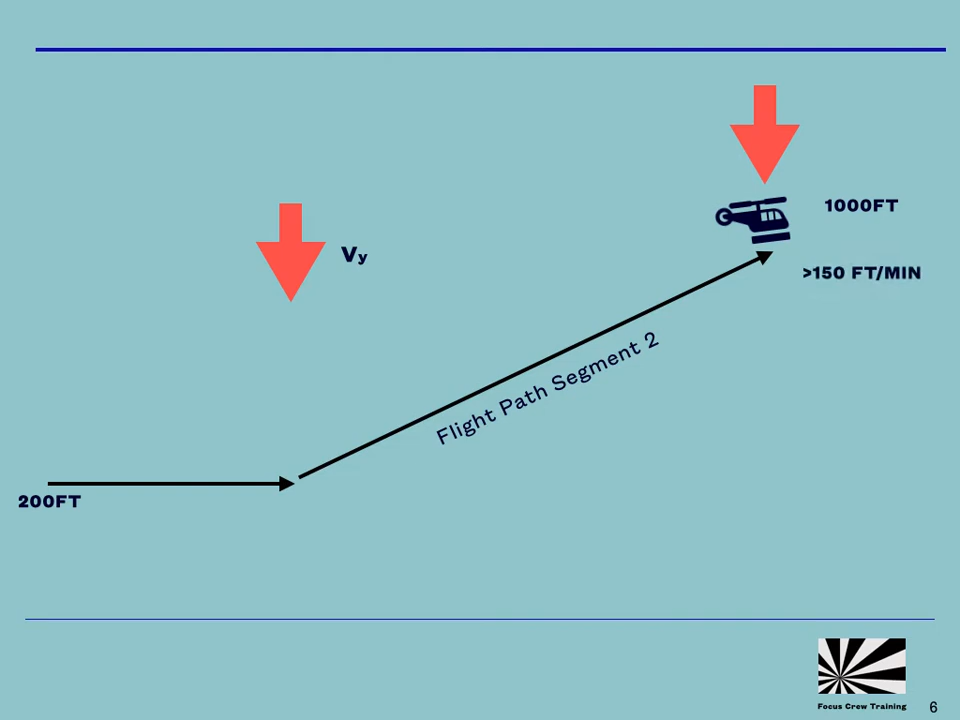 1000FT
Vy
>150 FT/MIN
Flight Path Segment 2
200FT
Focus Crew Training
6